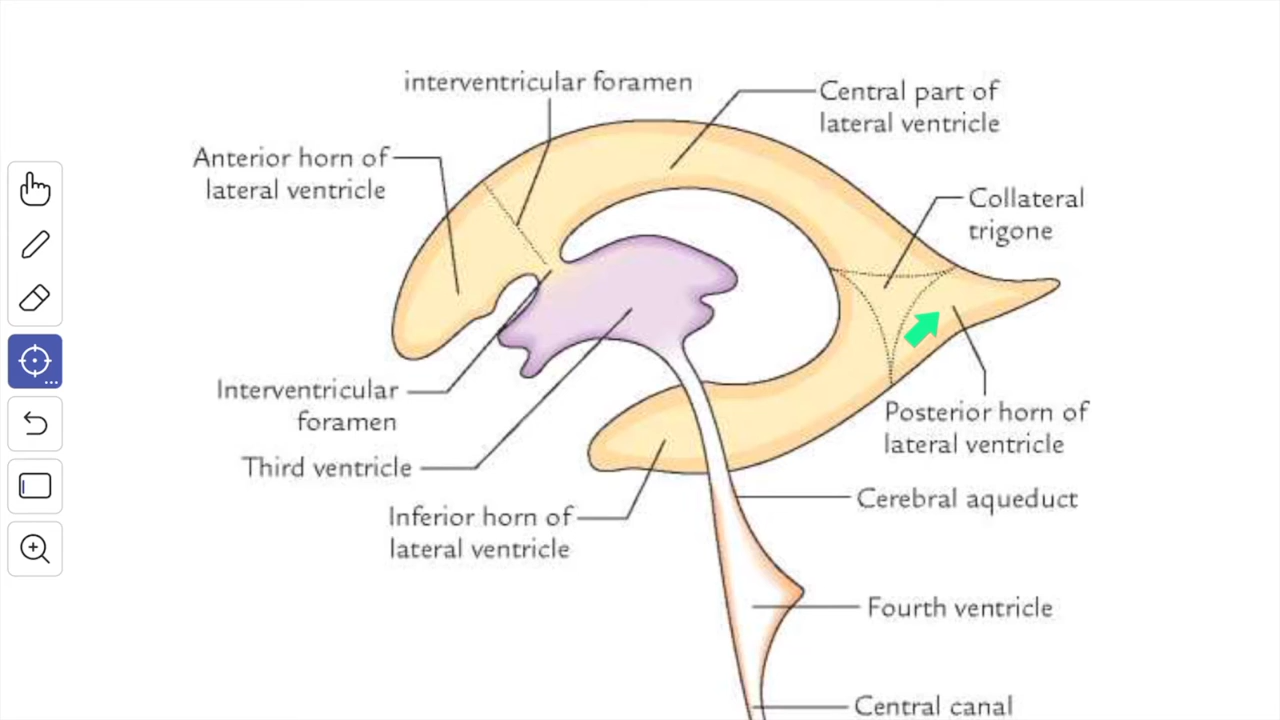 interventricular foramen
Central part of
lateral ventricle
Anterior horn of
lateral ventricle
Collateral
trigone
Interventricular
foramen
Posterior horn of
lateral ventricle
Third ventricle
Cerebral aqueduct
Inferior horn of
lateral ventricle
Fourth ventricle
Central canal